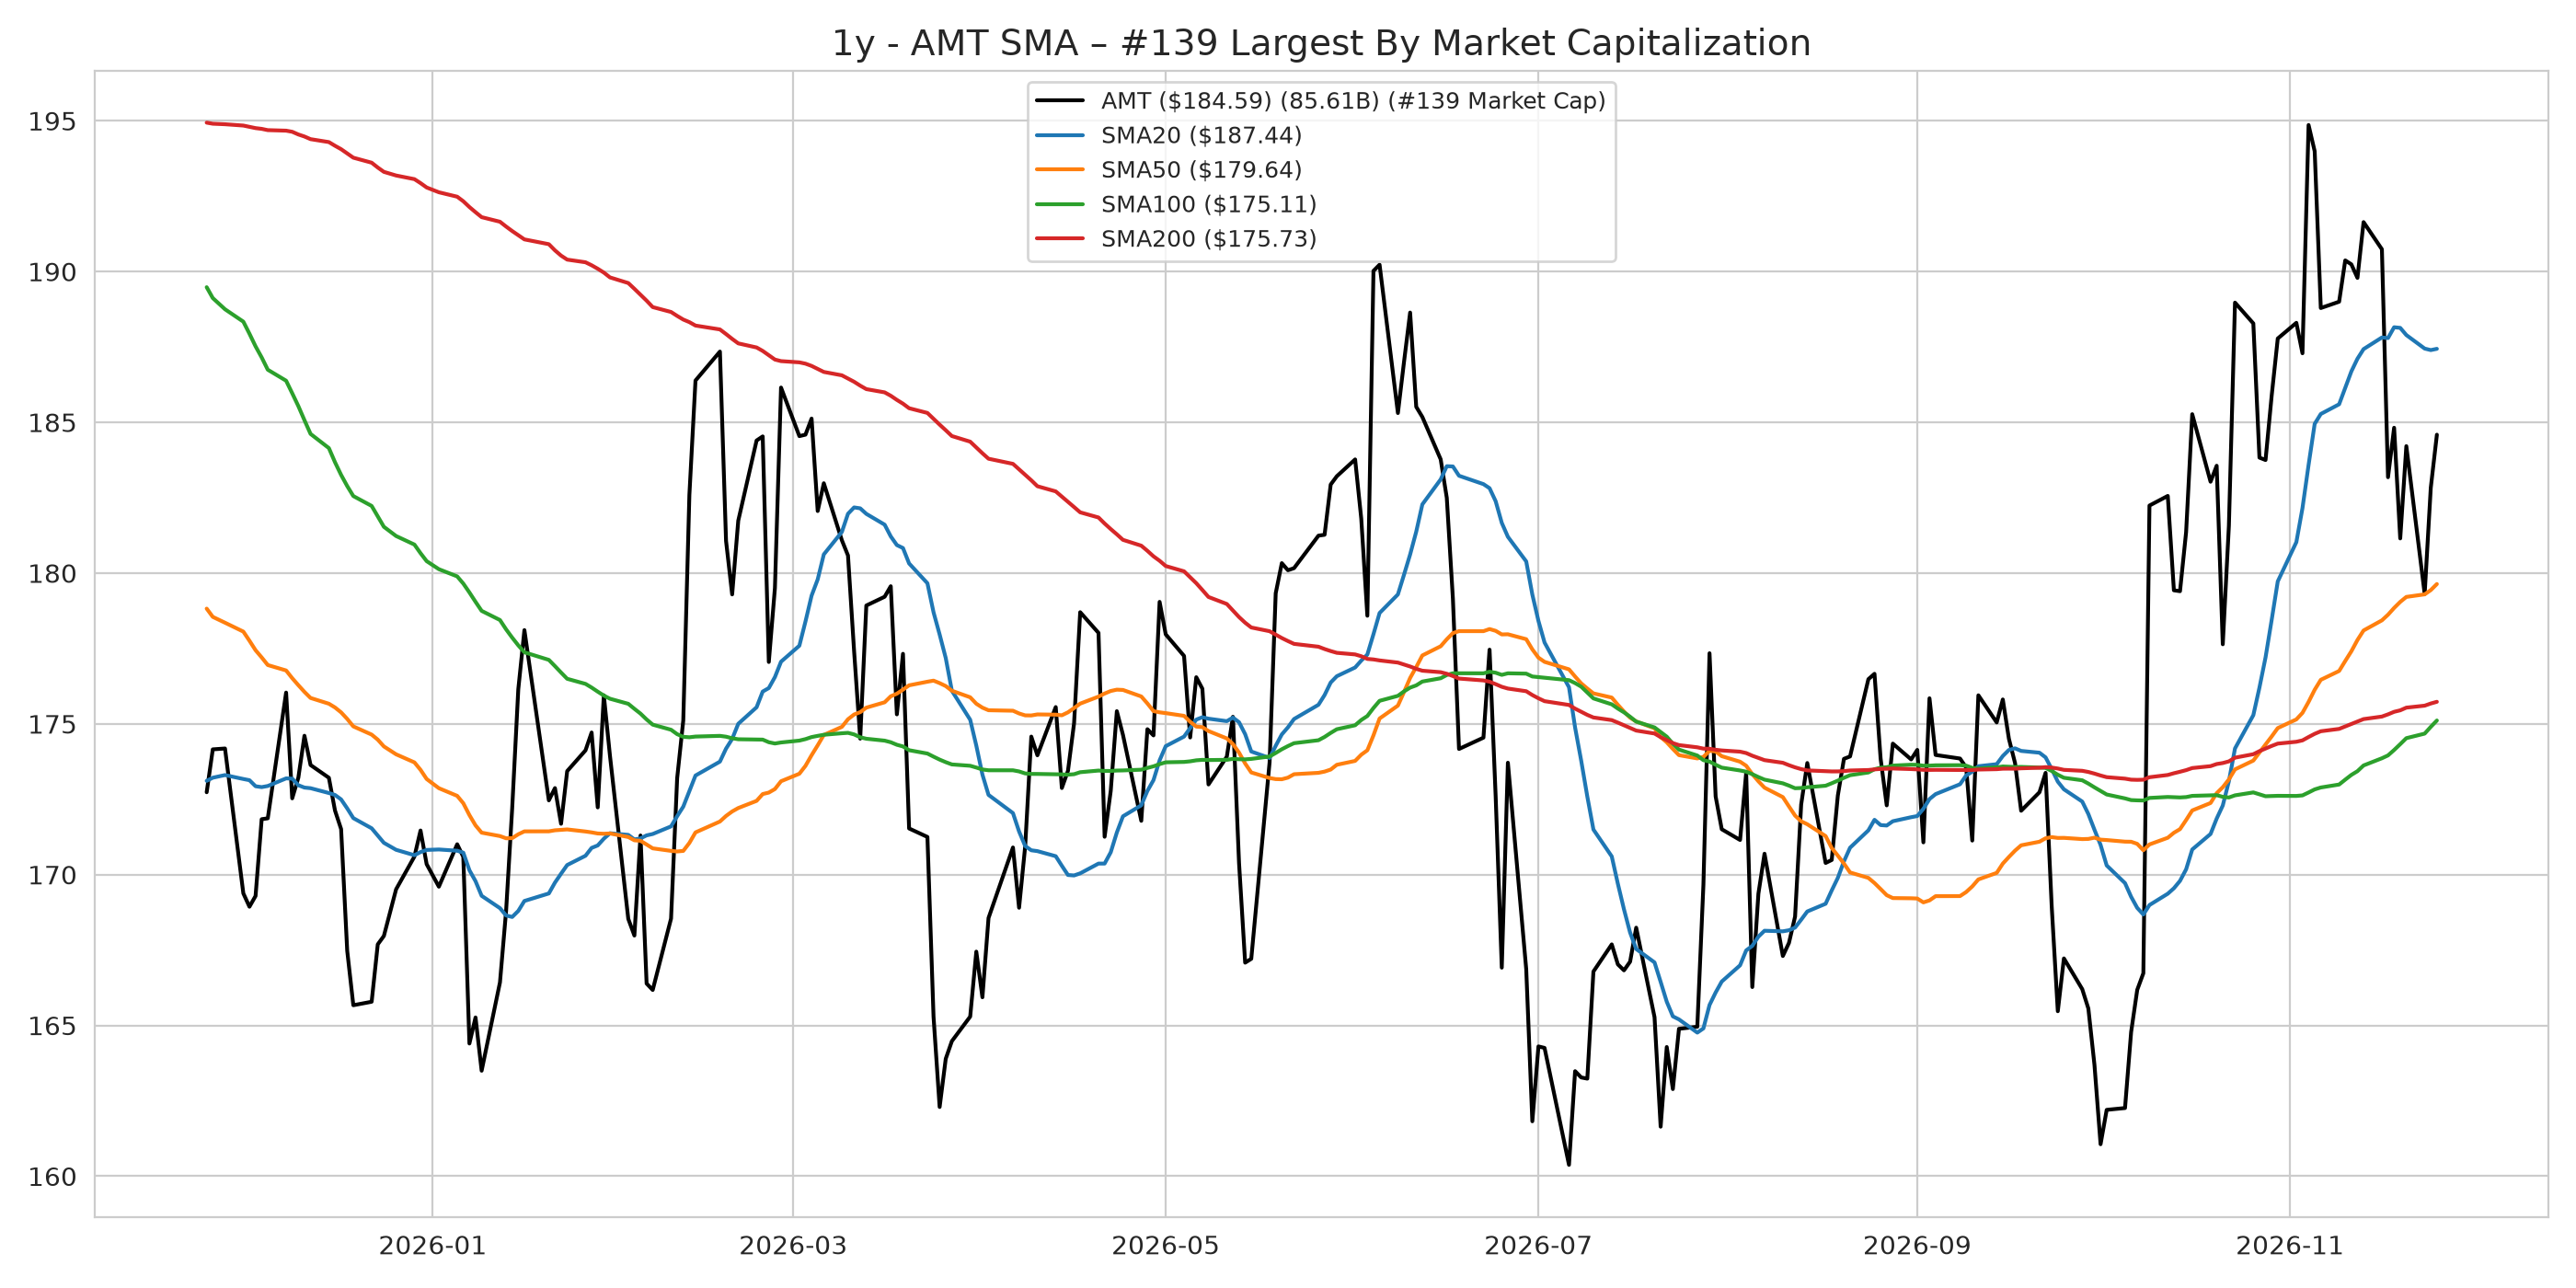 1y - AMT SMA – #139 Largest By Market Capitalization
AMT ($184.59) (85.61B) (#139 Market Cap)
SMA20 ($187.44)
SMA50 ($179.64)
SMA100 ($175.11)
SMA200 ($175.73)
195
190
185
180
175
170
165
160
2026-01
2026-03
2026-05
2026-07
2026-09
2026-11